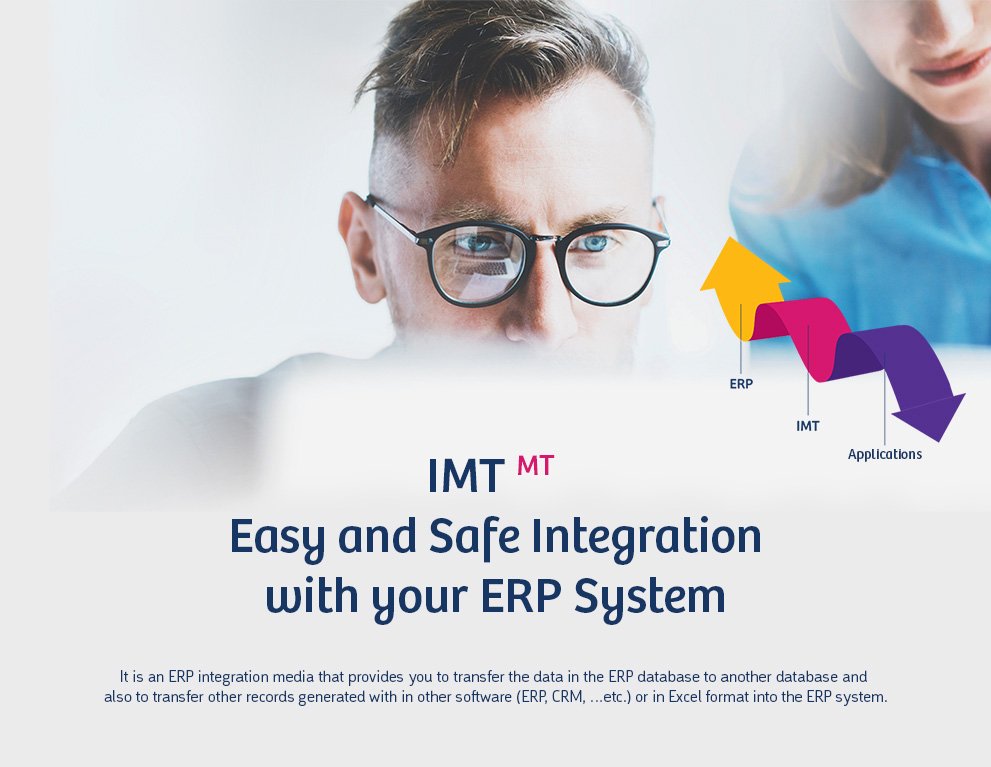 ERP
IMT
Applications
IMT MT
Easy and Safe Integration
with your ERP System
It is an ERP integration media that provides you to transfer the data in the ERP database to another database and
also to transfer other records generated with in other software (ERP, CRM, ...etc.) or in Excel format into the ERP system.